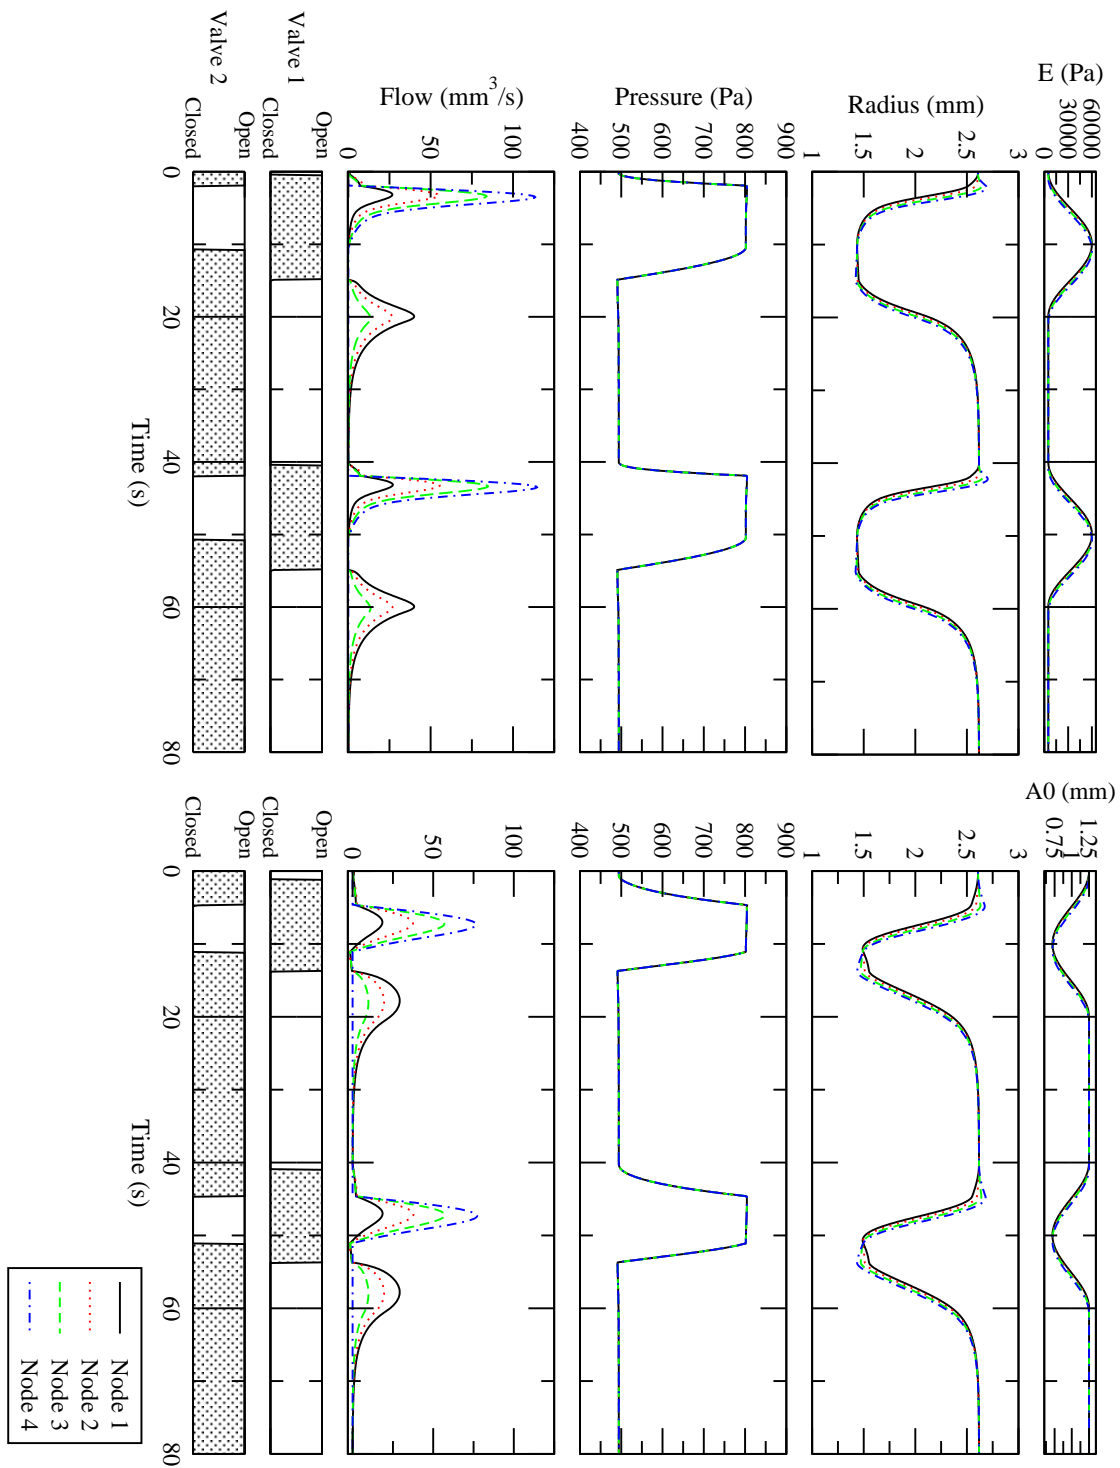 E (Pa)
60000
30000
0
Radius (mm)
3
2.5
2
1.5
1
Pressure (Pa)
900
800
700
600
500
400
Flow (mm³/s)
100
50
0
Valve 1
Open
Closed
Valve 2
Open
Closed
0
20
40
60
80
Time (s)
A0 (mm)
1.25
1
0.75
3
2.5
2
1.5
1
900
800
700
600
500
400
100
50
0
Open
Closed
Open
Closed
0
20
40
60
80
Time (s)
Node 1
Node 2
Node 3
Node 4